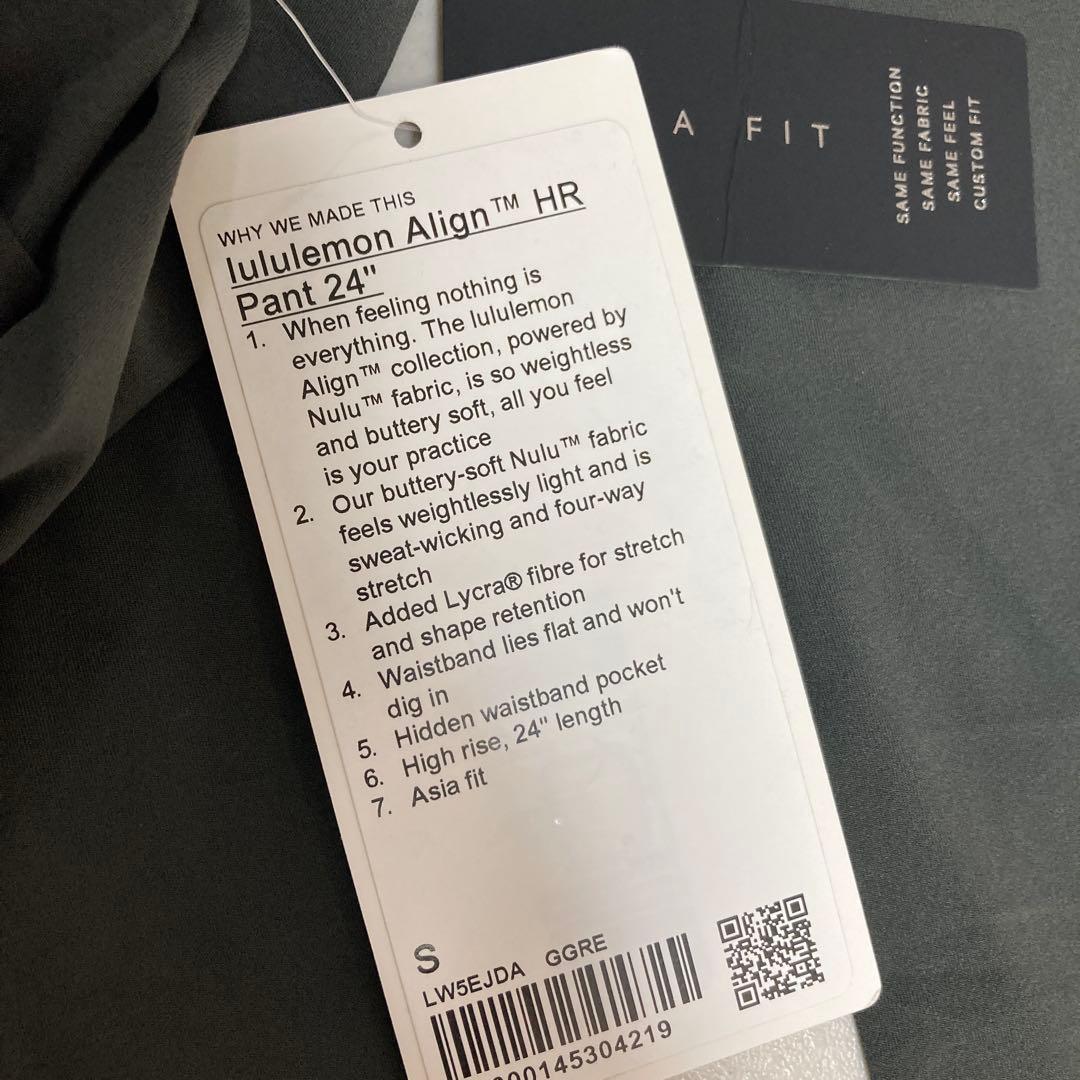 WHY WE MADE THIS
lululemon Align™ HR
Pant 24"
1. When feeling nothing is
everything. The lululemon
Align™ collection, powered by
Nulu™ fabric, is so weightless
and buttery soft, all you feel
is your practice
2. Our buttery-soft Nulu™ fabric
feels weightlessly light and is
sweat-wicking and four-way
stretch
3. Added Lycra® fibre for stretch
and shape retention
4. Waistband lies flat and won't
dig in
5. Hidden waistband pocket
6. High rise, 24" length
7. Asia fit
S
LW5EJDA GGRE
000145304219
A FIT
SAME FUNCTION
SAME FABRIC
SAME FEEL
CUSTOM FIT